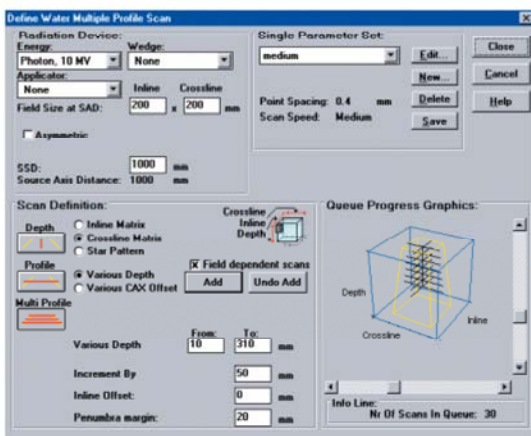 Define Water Multiple Profile Scan
Radiation Device:
Energy:
Wedge:
Photon, 10 MV
None
Applicator:
None
Inline
Crossline
Field Size at SAD:
200
x
200
mm
Asymmetric
SSD:
1000
mm
Source Axis Distance:
1000
mm
Single Parameter Set:
medium
Edit...
New...
Delete
Save
Point Spacing:
0.4
mm
Scan Speed:
Medium
Close
Cancel
Help
Scan Definition:
Depth
Inline Matrix
Crossline Matrix
Star Pattern
Crossline
Inline
Depth
Profile
Various Depth
Various CAX Offset
Field dependent scans
Add
Undo Add
Multi Profile
From:
To:
Various Depth
10
310
mm
Increment By
50
mm
Inline Offset:
0
mm
Penumbra margin:
20
mm
Queue Progress Graphics:
Depth
Crossline
Inline
Info Line:
Nr Of Scans In Queue: 30